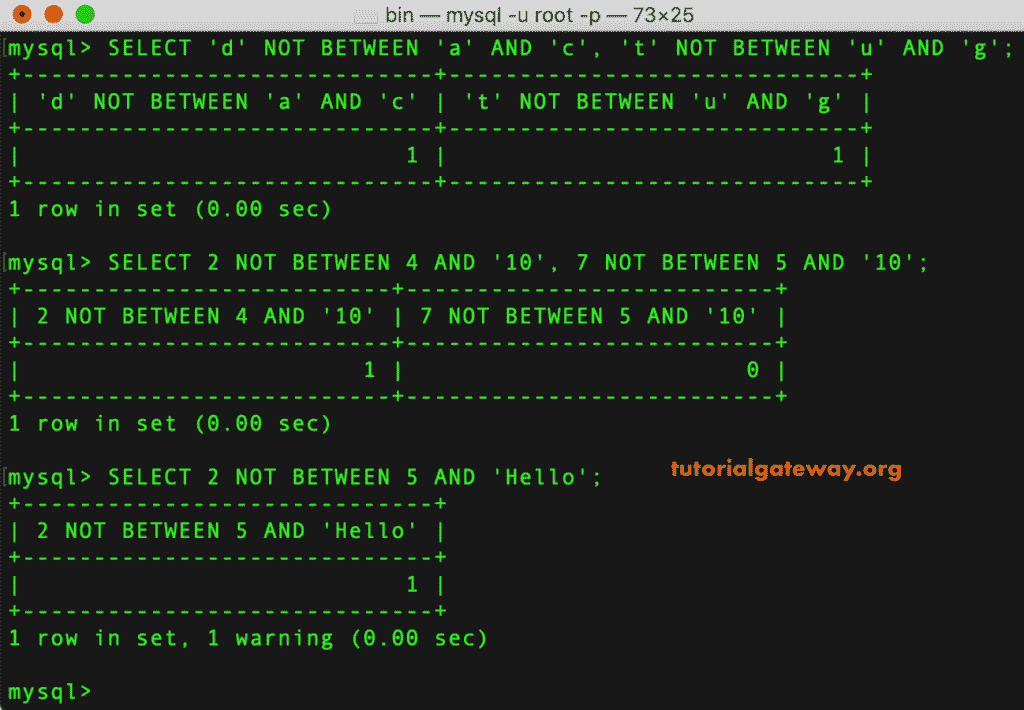 bin — mysql -u root -p — 73×25
mysql> SELECT 'd' NOT BETWEEN 'a' AND 'c', 't' NOT BETWEEN 'u' AND 'g';
+-----------------------------+-----------------------------+
| 'd' NOT BETWEEN 'a' AND 'c' | 't' NOT BETWEEN 'u' AND 'g' |
+-----------------------------+-----------------------------+
|                           1 |                           1 |
+-----------------------------+-----------------------------+
1 row in set (0.00 sec)

mysql> SELECT 2 NOT BETWEEN 4 AND '10', 7 NOT BETWEEN 5 AND '10';
+--------------------------+--------------------------+
| 2 NOT BETWEEN 4 AND '10' | 7 NOT BETWEEN 5 AND '10' |
+--------------------------+--------------------------+
|                        1 |                        0 |
+--------------------------+--------------------------+
1 row in set (0.00 sec)

mysql> SELECT 2 NOT BETWEEN 5 AND 'Hello';
tutorialgateway.org
+-----------------------------+
| 2 NOT BETWEEN 5 AND 'Hello' |
+-----------------------------+
|                           1 |
+-----------------------------+
1 row in set, 1 warning (0.00 sec)

mysql>